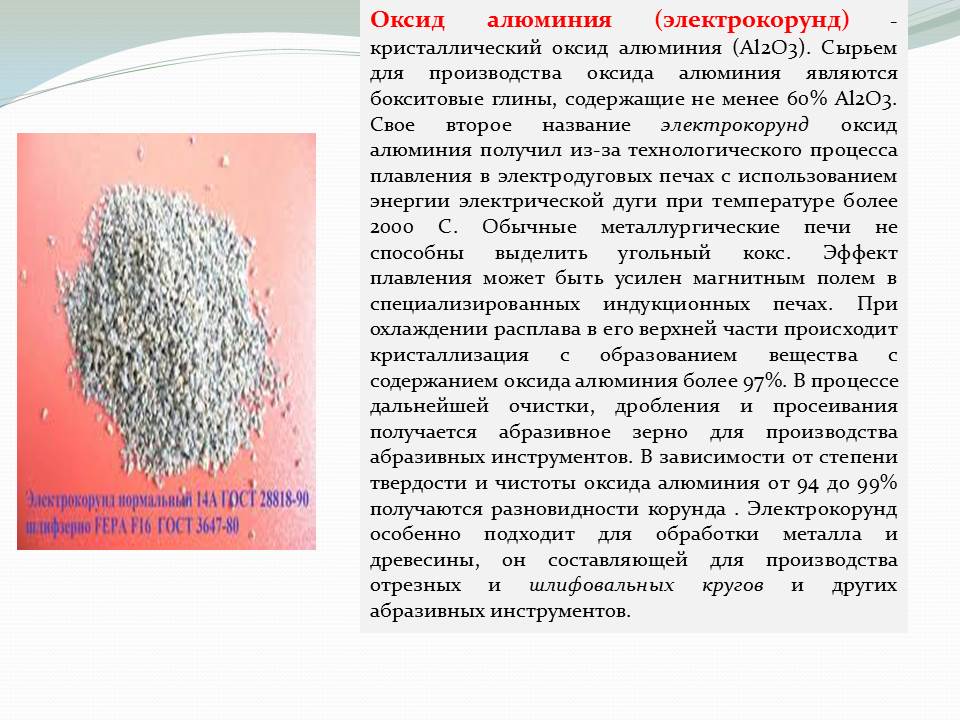 Оксид алюминия (электрокорунд) -
кристаллический оксид алюминия (Al2O3). Сырьем
для производства оксида алюминия являются
бокситовые глины, содержащие не менее 60% Al2O3.
Свое второе название электрокорунд оксид
алюминия получил из-за технологического процесса
плавления в электродуговых печах с использованием
энергии электрической дуги при температуре более
2000 С. Обычные металлургические печи не
способны выделить угольный кокс. Эффект
плавления может быть усилен магнитным полем в
специализированных индукционных печах. При
охлаждении расплава в его верхней части происходит
кристаллизация с образованием вещества с
содержанием оксида алюминия более 97%. В процессе
дальнейшей очистки, дробления и просеивания
получается абразивное зерно для производства
абразивных инструментов. В зависимости от степени
твердости и чистоты оксида алюминия от 94 до 99%
получаются разновидности корунда . Электрокорунд
особенно подходит для обработки металла и
древесины, он составляющей для производства
отрезных и шлифовальных кругов и других
абразивных инструментов.
Электрокорунд нормальный 14А ГОСТ 28818-90
шлифзерно FEPA F16 ГОСТ 3647-80